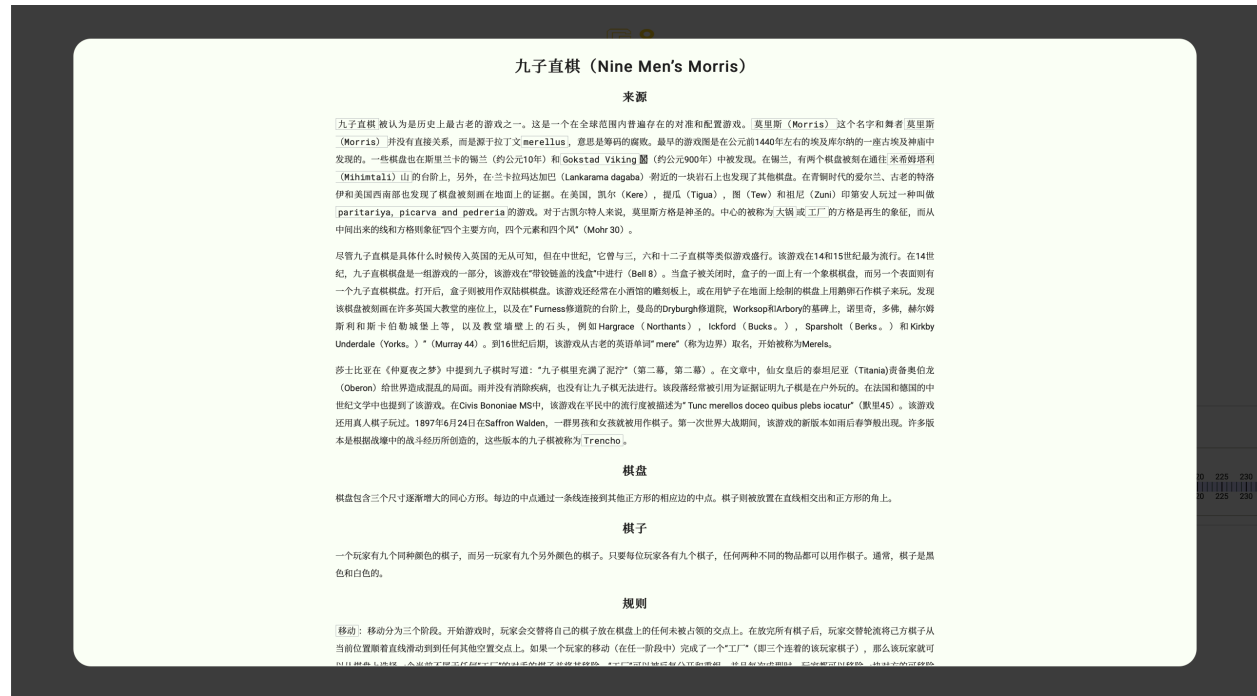 九子直棋（Nine Men's Morris）
来源
九子直棋 被认为是历史上最古老的游戏之一。这是一个在全球范围内普遍存在的对准和配置游戏。 莫里斯（Morris） 这个名字和舞者 莫里斯
（Morris） 并没有直接关系，而是源于拉丁文 merellus ，意思是筹码的腐败。最早的游戏图是在公元前1440年左右的埃及库尔纳的一座古埃及神庙中
发现的。一些棋盘也在斯里兰卡的锡兰（约公元10年）和 Gokstad Viking （约公元900年）中被发现。在锡兰，有两个棋盘被刻在通往 米希姆塔利
（Mihimtali）山 的台阶上，另外，在·兰卡拉玛达加巴（Lankarama dagaba）·附近的一块岩石上也发现了其他棋盘。在青铜时代的爱尔兰、古老的特洛
伊和美国西南部也发现了棋盘被刻画在地面上的证据。在美国，凯尔（Kere），提瓜（Tigua），图（Tew）和祖尼（Zuni）印第安人玩过一种叫做
paritariya, picarva and pedreria 的游戏。对于古凯尔特人来说，莫里斯方格是神圣的。中心的被称为 大锅 或 工厂 的方格是再生的象征，而从
中间出来的线和方格则象征“四个主要方向，四个元素和四个风”（Mohr 30）。
尽管九子直棋是具体什么时候传入英国的无从可知，但在中世纪，它曾与三，六和十二子直棋等类似游戏盛行。该游戏在14和15世纪最为流行。在14世
纪，九子直棋棋盘是一组游戏的一部分，该游戏在“带铰链盖的浅盒”中进行（Bell 8）。当盒子被关闭时，盒子的一面上有一个象棋棋盘，而另一个表面则有
一个九子直棋棋盘。打开后，盒子则被用作双陆棋棋盘。该游戏还经常在小酒馆的雕刻板上，或在用铲子在地面上绘制的棋盘上用鹅卵石作棋子来玩。发现
该棋盘被刻画在许多英国大教堂的座位上，以及在“ Furness修道院的台阶上，曼岛的Dryburgh修道院，Worksop和Arbory的墓碑上，诺里奇，多佛，赫尔姆
斯利和斯卡伯勒城堡上等，以及教堂墙壁上的石头，例如Hargrace（Northants），Ickford（Bucks。），Sparsholt（Berks。）和Kirkby
Underdale（Yorks。）”（Murray 44）。到16世纪后期，该游戏从古老的英语单词“ mere”（称为边界）取名，开始被称为Merels。
莎士比亚在《仲夏夜之梦》中提到九子棋时写道：“九子棋里充满了泥泞”（第二幕，第二幕）。在文章中，仙女皇后的泰坦尼亚（Titania)责备奥伯龙
（Oberon）给世界造成混乱的局面。雨并没有消除疾病，也没有让九子棋无法进行。该段落经常被引用为证据证明九子棋是在户外玩的。在法国和德国的中
世纪文学中也提到了该游戏。在Civis Bononiae MS中，该游戏在平民中的流行度被描述为“ Tunc merellos doceo quibus plebs iocatur”（默里45）。该游戏
还用真人棋子玩过。1897年6月24日在Saffron Walden，一群男孩和女孩就被用作棋子。第一次世界大战期间，该游戏的新版本如雨后春笋般出现。许多版
本是根据战壕中的战斗经历所创造的，这些版本的九子棋被称为 Trencho 。
棋盘
棋盘包含三个尺寸逐渐增大的同心方形。每边的中点通过一条线连接到其他正方形的相应边的中点。棋子则被放置在直线相交出和正方形的角上。
棋子
一个玩家有九个同种颜色的棋子，而另一玩家有九个另外颜色的棋子。只要每位玩家各有九个棋子，任何两种不同的物品都可以用作棋子。通常，棋子是黑
色和白色的。
规则
移动 ：移动分为三个阶段。开始游戏时，玩家会交替将自己的棋子放在棋盘上的任何未被占领的交点上。在放完所有棋子后，玩家交替轮流将己方棋子从
当前位置顺着直线滑动到到任何其他空置交点上。如果一个玩家的移动（在任一阶段中）完成了一个“工厂”（即三个连着的该玩家棋子），那么该玩家就可
20 225 230
20 225 230